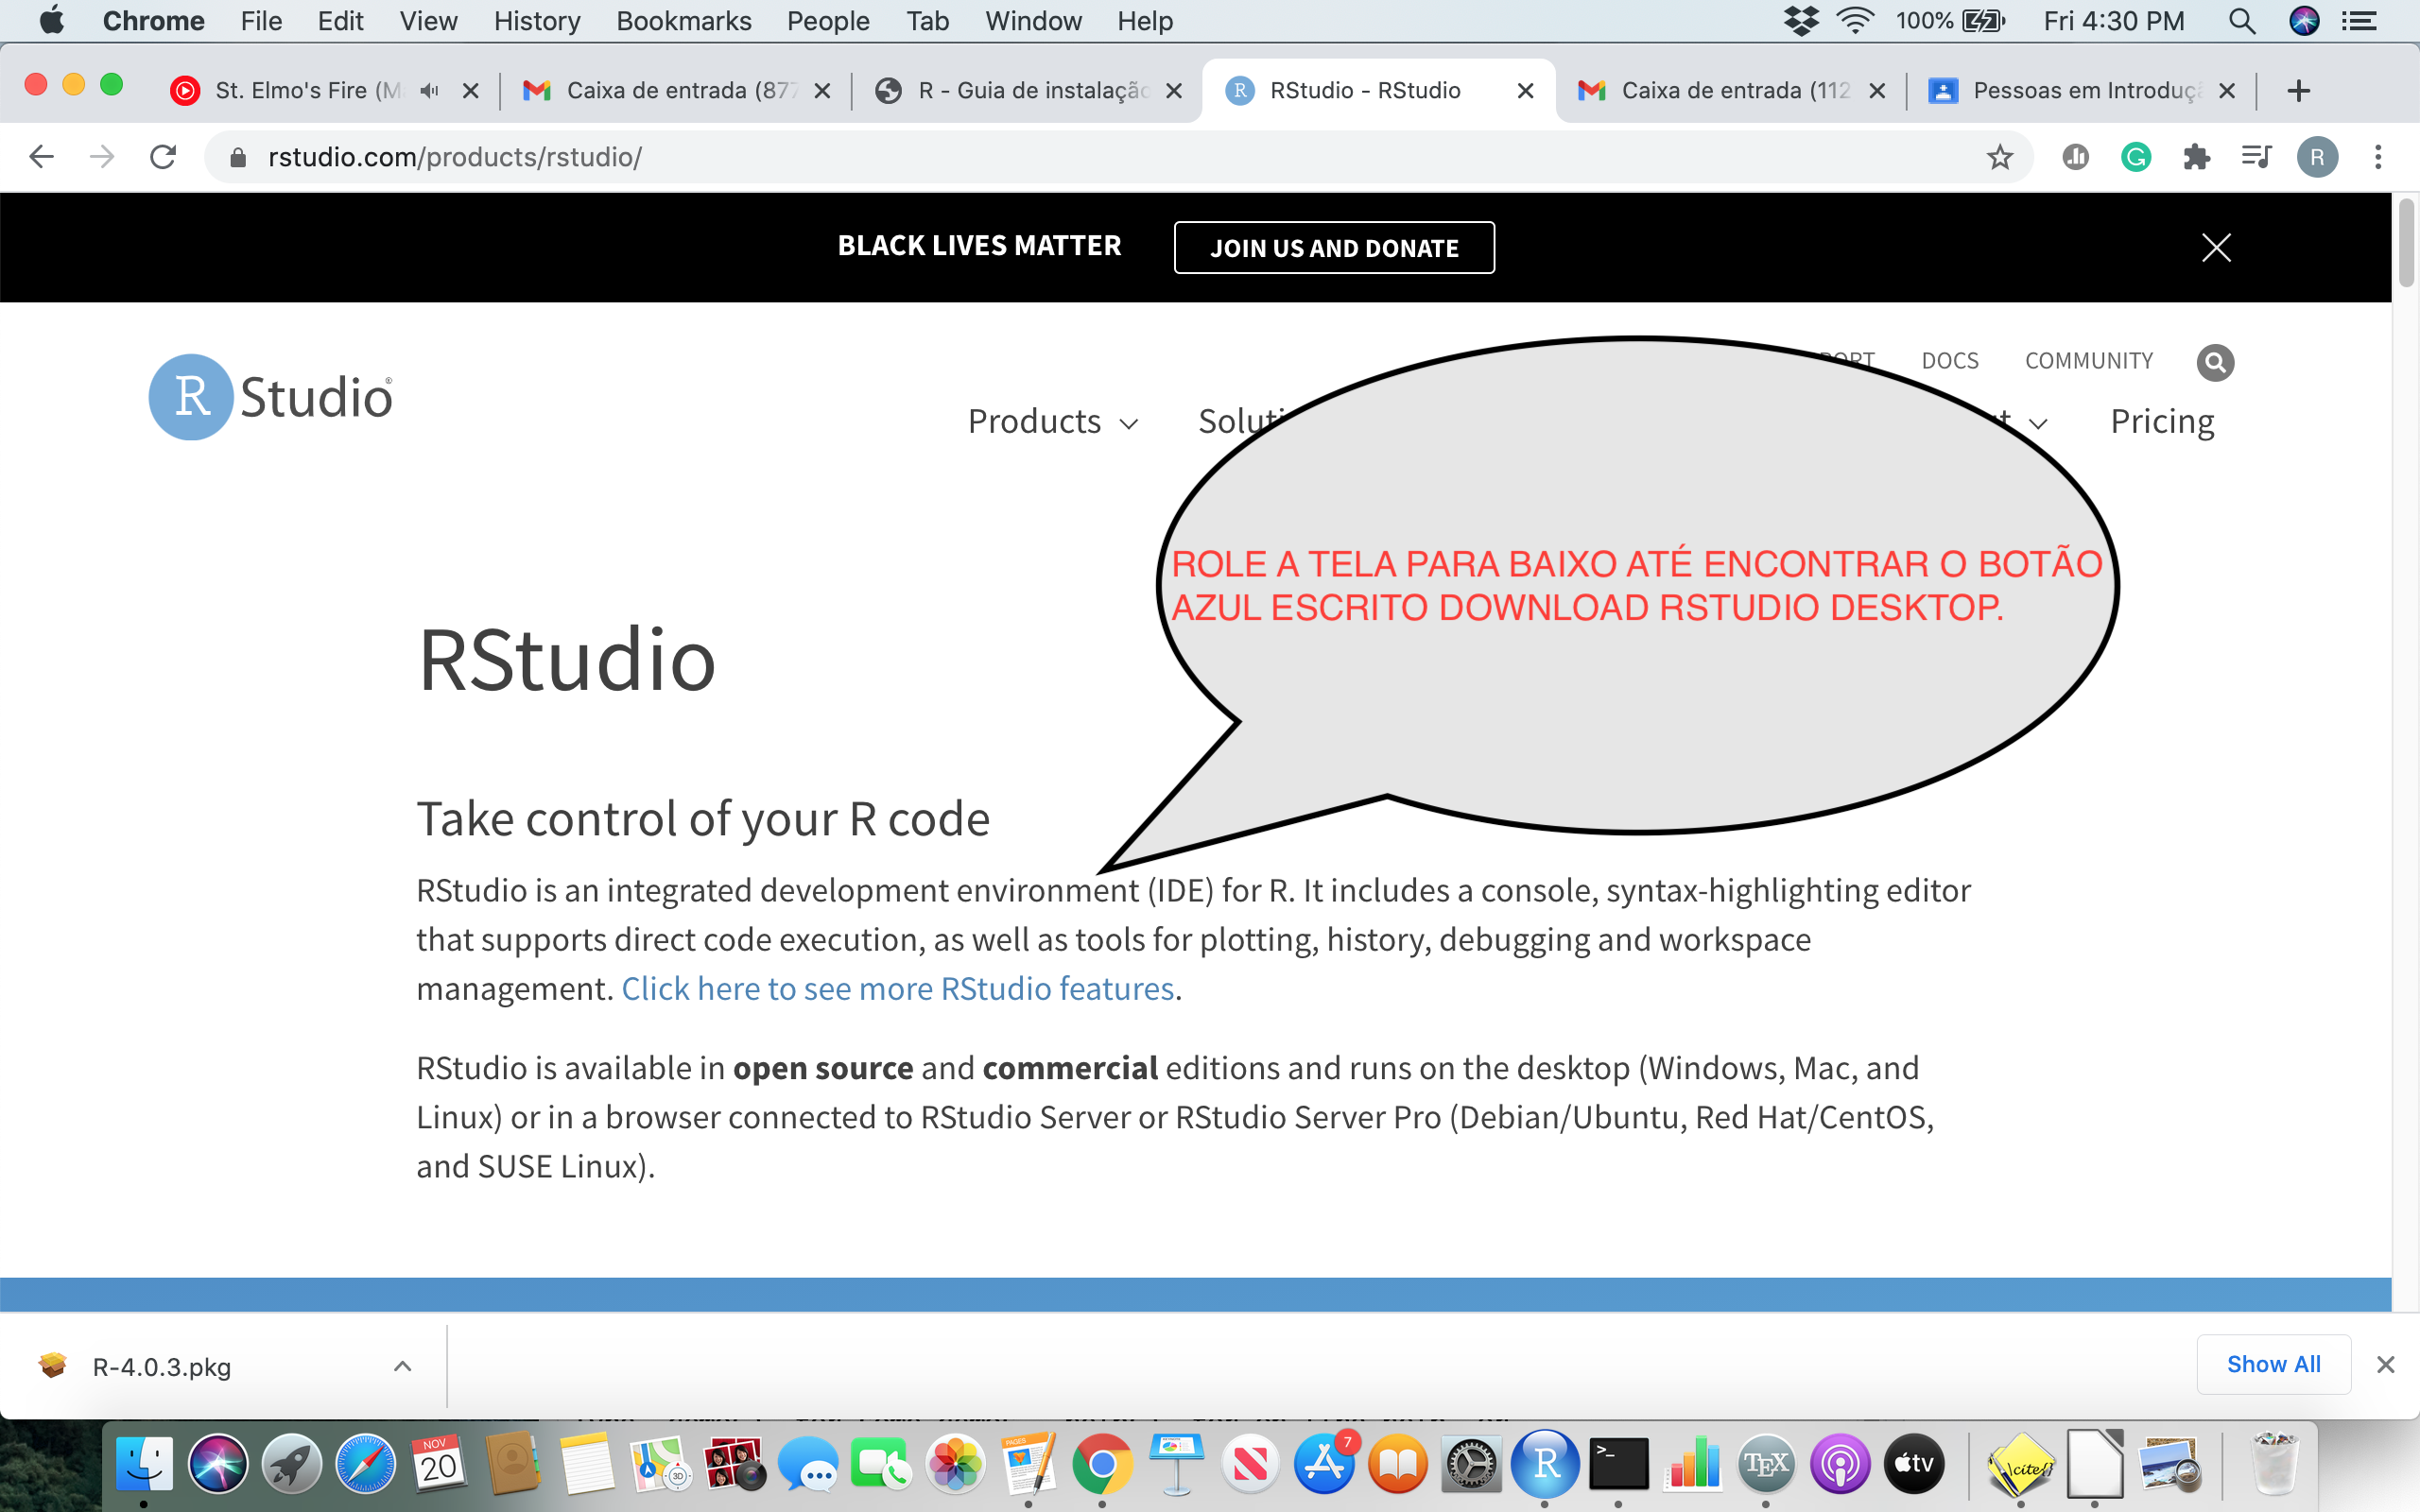 Chrome File Edit View History Bookmarks People Tab Window Help 100% Fri 4:30 PM
St. Elmo's Fire (M Caixa de entrada (877 R - Guia de instalação RStudio - RStudio Caixa de entrada (112 Pessoas em Introduç
rstudio.com/products/rstudio/ R
BLACK LIVES MATTER JOIN US AND DONATE
DOCS COMMUNITY
R Studio
Products Pricing
ROLE A TELA PARA BAIXO ATÉ ENCONTRAR O BOTÃO
AZUL ESCRITO DOWNLOAD RSTUDIO DESKTOP.
RStudio
Take control of your R code
RStudio is an integrated development environment (IDE) for R. It includes a console, syntax-highlighting editor
that supports direct code execution, as well as tools for plotting, history, debugging and workspace
management. Click here to see more RStudio features.
RStudio is available in open source and commercial editions and runs on the desktop (Windows, Mac, and
Linux) or in a browser connected to RStudio Server or RStudio Server Pro (Debian/Ubuntu, Red Hat/CentOS,
and SUSE Linux).
R-4.0.3.pkg Show All
NOV
20
3D
PAGES
7
R
>_
TEX
tv
\cite{}